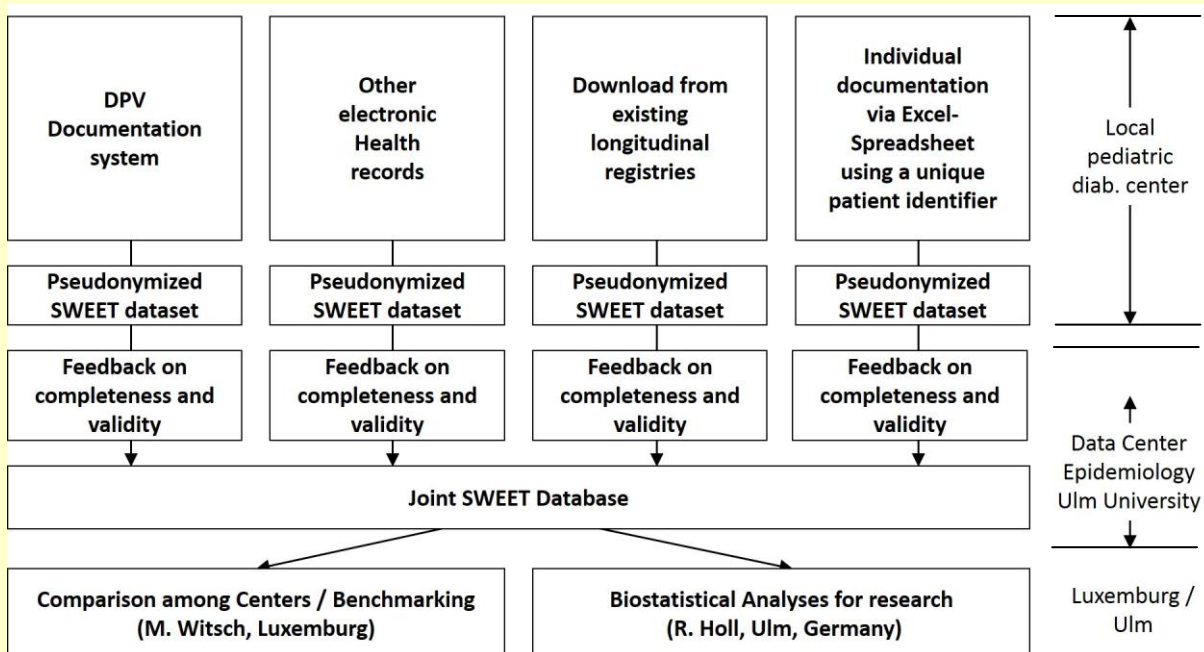 DPV
Documentation
system
Other
electronic
Health
records
Download from
existing
longitudinal
registries
Individual
documentation
via Excel-
Spreadsheet
using a unique
patient identifier
Local
pediatric
diab. center
Pseudonymized
SWEET dataset
Pseudonymized
SWEET dataset
Pseudonymized
SWEET dataset
Pseudonymized
SWEET dataset
Feedback on
completeness and
validity
Feedback on
completeness and
validity
Feedback on
completeness and
validity
Feedback on
completeness and
validity
Data Center
Epidemiology
Ulm University
Joint SWEET Database
Comparison among Centers / Benchmarking
(M. Witsch, Luxemburg)
Biostatistical Analyses for research
(R. Holl, Ulm, Germany)
Luxemburg /
Ulm